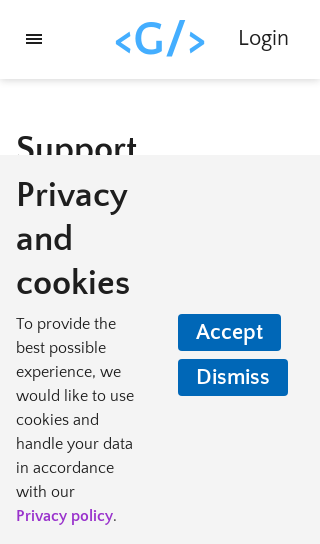 <G/>
Login
Support
Privacy
and
cookies
To provide the
best possible
experience, we
would like to use
cookies and
handle your data
in accordance
with our
Privacy policy.
Accept
Dismiss